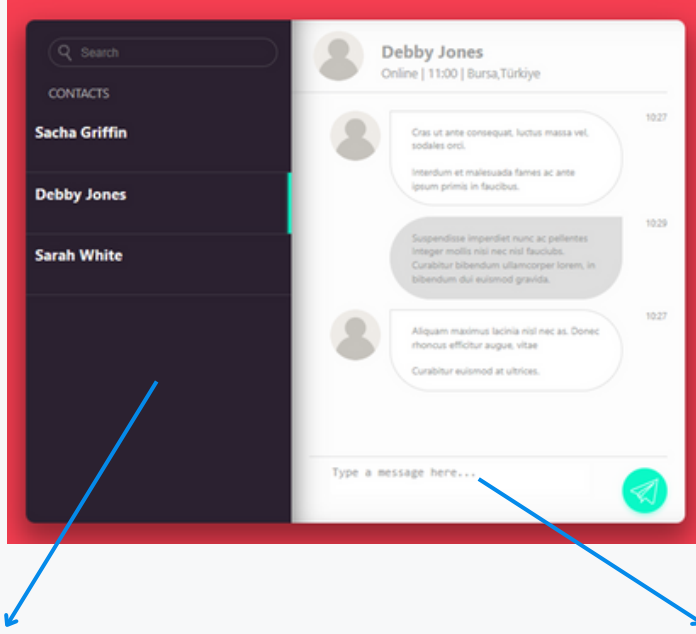 Search
CONTACTS
Sacha Griffin
Debby Jones
Sarah White
Debby Jones
Online | 11:00 | Bursa,Türkiye
10:27
Cras ut ante consequat, luctus massa vel,
sodales orci.
Interdum et malesuada fames ac ante
ipsum primis in faucibus.
10:29
Suspendisse imperdiet nunc ac pellentes
Integer mollis nisi nec nisl fauciubs.
Curabitur bibendum ullamcorper lorem, in
bibendum dui euismod gravida.
10:27
Aliquam maximus lacinia nisl nec as. Donec
rhoncus efficitur augue, vitae
Curabitur euismod at ultrices.
Type a message here...